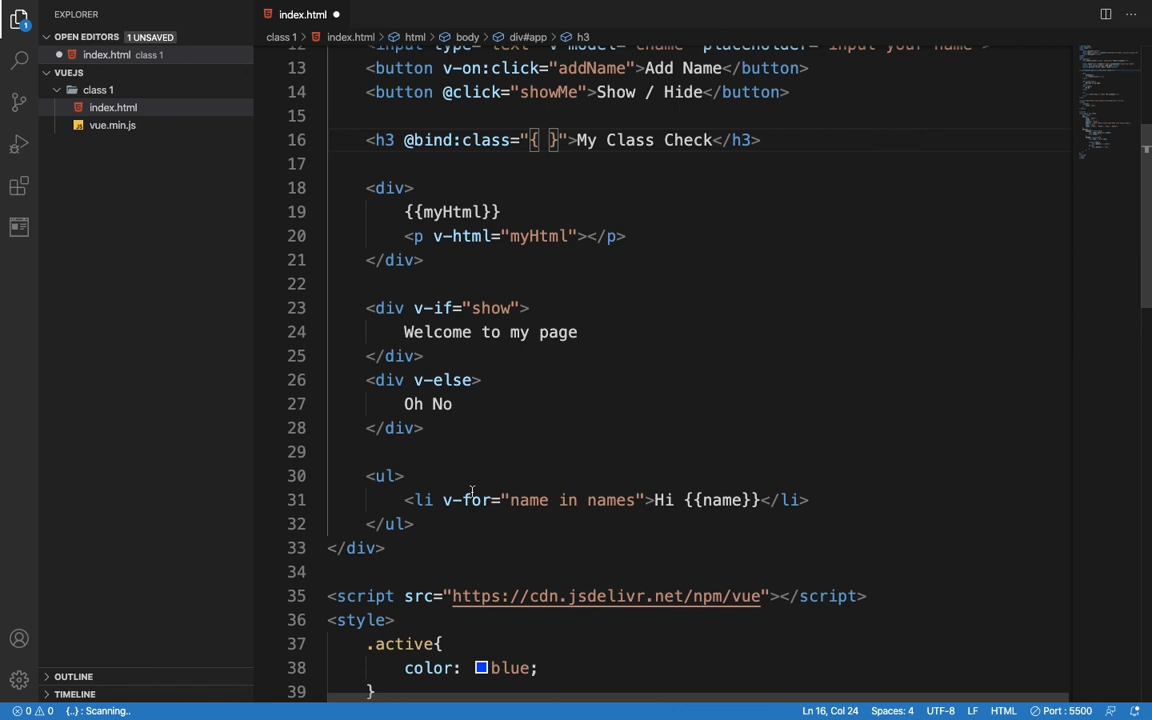 EXPLORER
index.html
OPEN EDITORS 1 UNSAVED
index.html class 1
VUEJS
class 1
index.html
vue.min.js
OUTLINE
TIMELINE
class 1 > index.html > html > body > div#app > h3
12 <input type="text" v-model="cname" placeholder="input your name">
13 <button v-on:click="addName">Add Name</button>
14 <button @click="showMe">Show / Hide</button>
15
16 <h3 @bind:class="{ }">My Class Check</h3>
17
18 <div>
19 {{myHtml}}
20 <p v-html="myHtml"></p>
21 </div>
22
23 <div v-if="show">
24 Welcome to my page
25 </div>
26 <div v-else>
27 Oh No
28 </div>
29
30 <ul>
31 <li v-for="name in names">Hi {{name}}</li>
32 </ul>
33 </div>
34
35 <script src="https://cdn.jsdelivr.net/npm/vue"></script>
36 <style>
37 .active{
38 color: blue;
39 }
0 0 {..} : Scanning.. Ln 16, Col 24 Spaces: 4 UTF-8 LF HTML Port : 5500